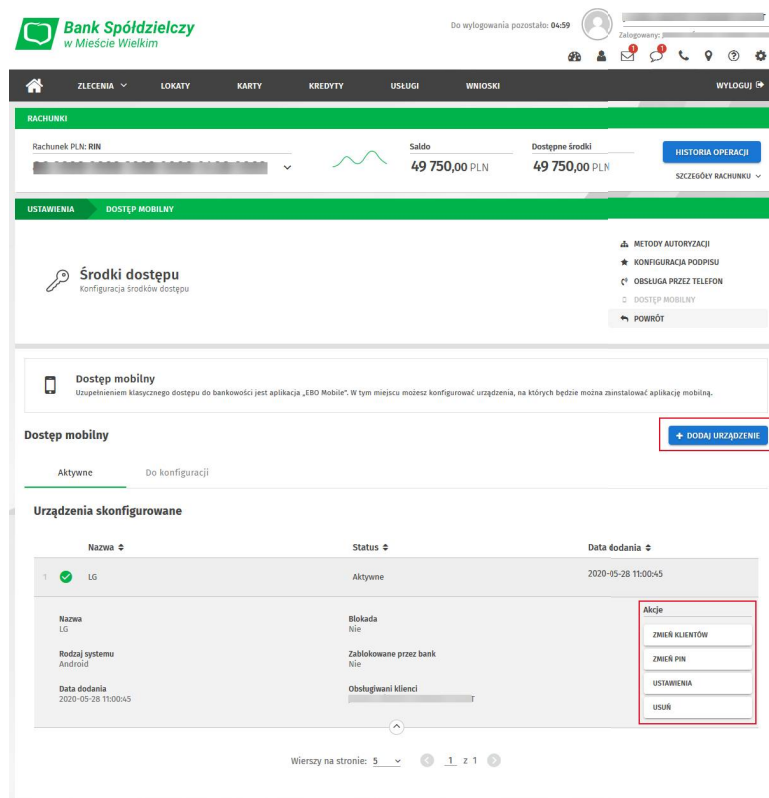 Bank Spółdzielczy
w Mieście Wielkim
Do wylogowania pozostało: 04:59
Zalogowany:
1 1
ZLECENIA LOKATY KARTY KREDYTY USŁUGI WNIOSKI WYLOGUJ
RACHUNKI
Rachunek PLN: RIN Saldo Dostępne środki
49 750,00 PLN 49 750,00 PLN
HISTORIA OPERACJI
SZCZEGÓŁY RACHUNKU
USTAWIENIA DOSTĘP MOBILNY
METODY AUTORYZACJI
KONFIGURACJA PODPISU
OBSŁUGA PRZEZ TELEFON
DOSTĘP MOBILNY
POWRÓT
Środki dostępu
Konfiguracja środków dostępu
Dostęp mobilny
Uzupełnieniem klasycznego dostępu do bankowości jest aplikacja „EBO Mobile". W tym miejscu możesz konfigurować urządzenia, na których będzie można zainstalować aplikację mobilną.
Dostęp mobilny
+ DODAJ URZĄDZENIE
Aktywne Do konfiguracji
Urządzenia skonfigurowane
Nazwa Status Data dodania
1 LG Aktywne 2020-05-28 11:00:45
Nazwa Blokada
LG Nie
Rodzaj systemu Zablokowane przez bank
Android Nie
Data dodania Obsługiwani klienci
2020-05-28 11:00:45
Akcje
ZMIEŃ KLIENTÓW
ZMIEŃ PIN
USTAWIENIA
USUŃ
Wierszy na stronie: 5 1 z 1